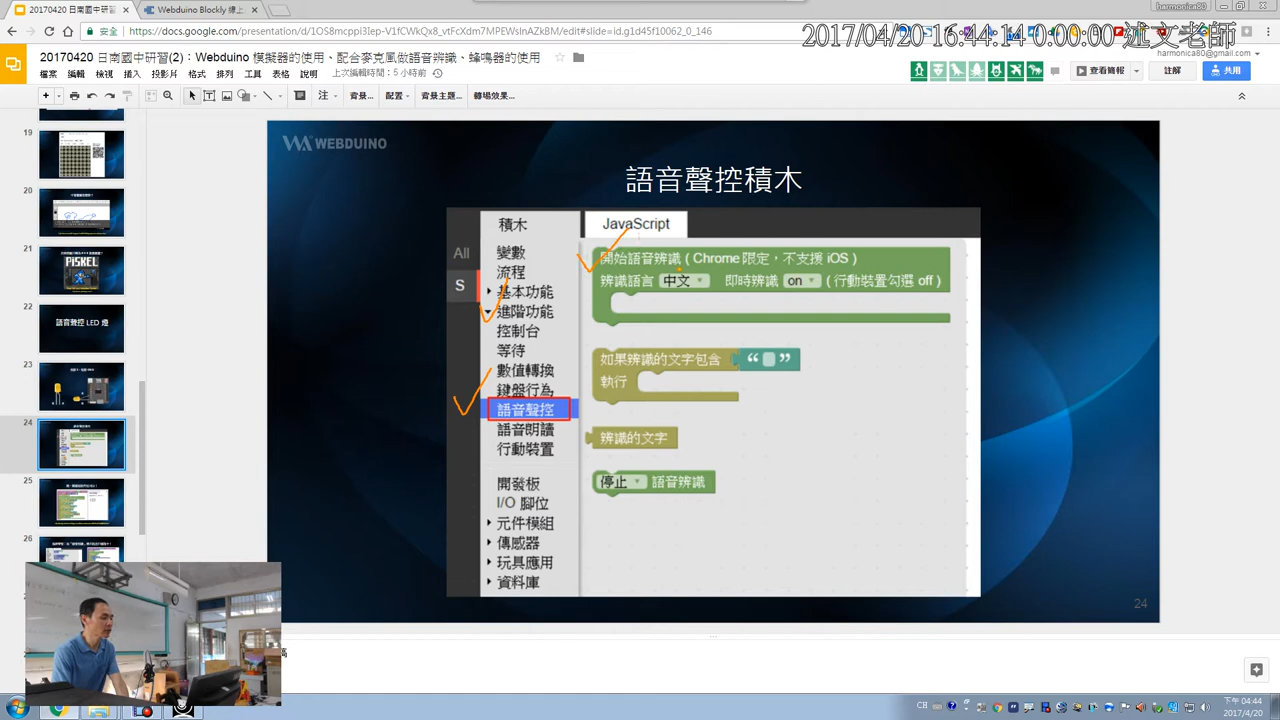 20170420 日南國中研習(2)
Webduino Blockly 線上
harmonica80
安全 https://docs.google.com/presentation/d/1OS8mcppi3Iep-V1fCWkQx8_vtFcXdm7MPEWsInAZkBM/edit#slide=id.g1d45f10062_0_146
2017/04/20 16:44:14 0.00:00 述文老師
20170420 日南國中研習(2)：Webduino 模擬器的使用、配合麥克風做語音辨識、蜂鳴器的使用
harmonica80@gmail.com
檔案 編輯 檢視 插入 投影片 格式 排列 工具 表格 說明 上次編輯時間：5 小時前
查看簡報 註解 共用
背景... 配置 背景主題... 轉場效果...
19
20
21
PISKEL
22
語音聲控 LED 燈
23
24
25
26
WEBDUINO
語音聲控積木
積木 JavaScript
All
S
變數
流程
基本功能
進階功能
控制台
等待
數值轉換
鍵盤行為
語音聲控
語音朗讀
行動裝置
開發板
I/O 腳位
元件模組
傳感器
玩具應用
資料庫
開始語音辨識 ( Chrome 限定，不支援 iOS )
辨識語言 中文 即時辨識 on ( 行動裝置勾選 off )
如果辨識的文字包含 “ ”
執行
辨識的文字
停止 語音辨識
24
CH
下午 04:44
2017/4/20